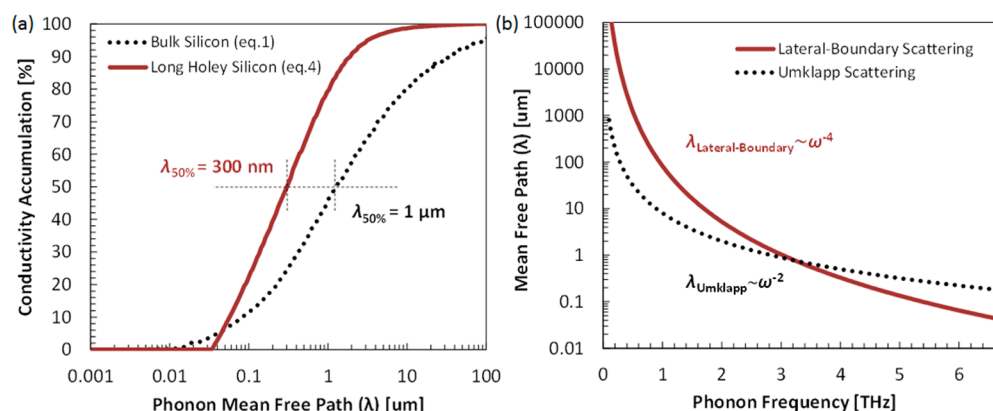 (a)
100
90
80
70
60
50
40
30
20
10
0
Conductivity Accumulation [%]
Bulk Silicon (eq.1)
Long Holey Silicon (eq.4)
λ50% = 300 nm
λ50% = 1 μm
0.001
0.01
0.1
1
10
100
Phonon Mean Free Path (λ) [um]
(b)
100000
10000
1000
100
10
1
0.1
0.01
Mean Free Path (λ) [um]
Lateral-Boundary Scattering
Umklapp Scattering
λLateral-Boundary~ω-4
λUmklapp~ω-2
0
1
2
3
4
5
6
Phonon Frequency [THz]